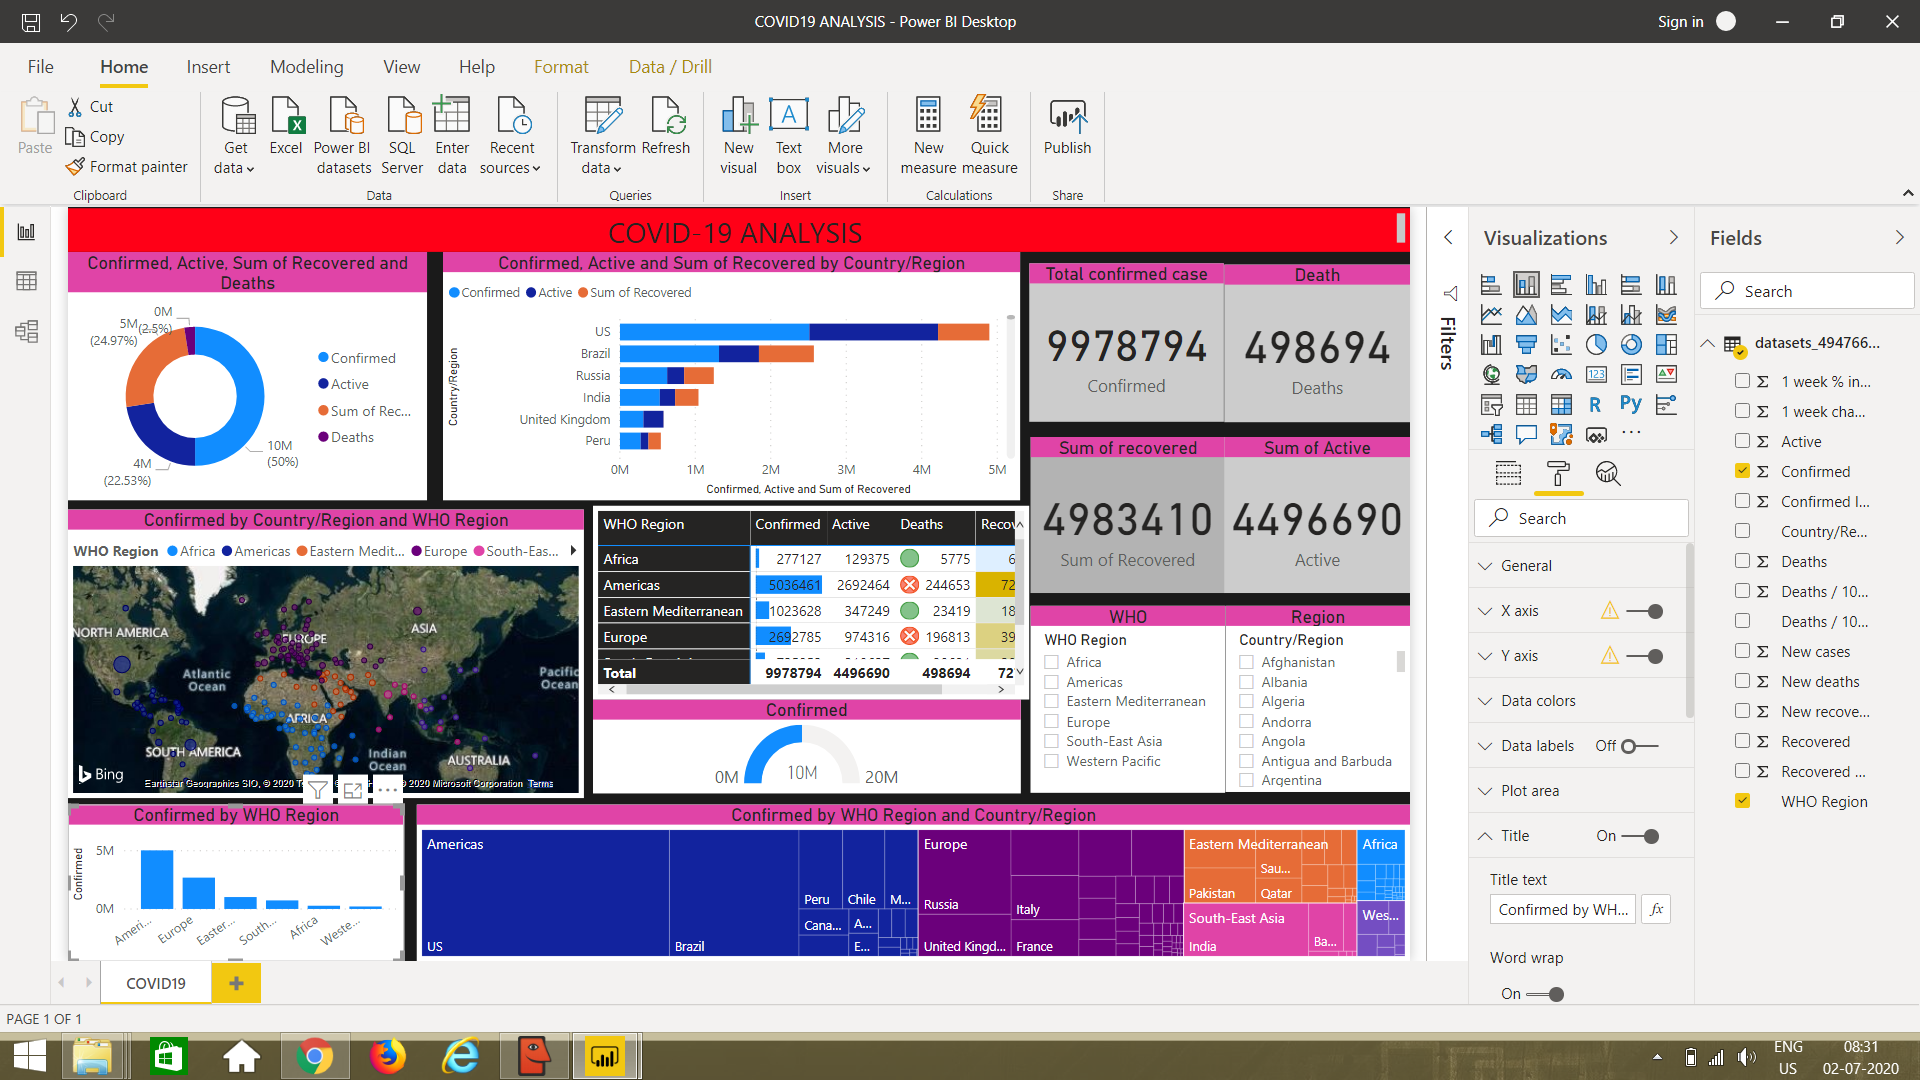 COVID19 ANALYSIS - Power BI Desktop
Sign in
File Home Insert Modeling View Help Format Data / Drill
Paste
Cut
Copy
Format painter
Clipboard
Get data
Excel
Power BI datasets
SQL Server
Enter data
Recent sources
Data
Transform data
Refresh
Queries
New visual
Text box
More visuals
Insert
New measure
Quick measure
Calculations
Publish
Share
COVID-19 ANALYSIS
Confirmed, Active, Sum of Recovered and
Deaths
0M
(2.5%)
5M
(24.97%)
4M
(22.53%)
10M
(50%)
Confirmed
Active
Sum of Rec...
Deaths
Confirmed, Active and Sum of Recovered by Country/Region
Confirmed Active Sum of Recovered
Country/Region
US
Brazil
Russia
India
United Kingdom
Peru
0M 1M 2M 3M 4M 5M
Confirmed, Active and Sum of Recovered
Total confirmed case
9978794
Confirmed
Death
498694
Deaths
Sum of recovered
4983410
Sum of Recovered
Sum of Active
4496690
Active
Confirmed by Country/Region and WHO Region
WHO Region Africa Americas Eastern Medit... Europe South-Eas...
NORTH AMERICA
EUROPE
ASIA
Atlantic
Ocean
Pacific
Ocean
AFRICA
SOUTH AMERICA
Indian
Ocean
AUSTRALIA
Bing
Earthstar Geographics SIO, © 2020 T
© 2020 Microsoft Corporation Terms
WHO Region Confirmed Active Deaths Recov
Africa 277127 129375 5775 6
Americas 5036461 2692464 244653 72
Eastern Mediterranean 1023628 347249 23419 18
Europe 2692785 974316 196813 39
Total 9978794 4496690 498694 72
Confirmed
0M 10M 20M
WHO
WHO Region
Africa
Americas
Eastern Mediterranean
Europe
South-East Asia
Western Pacific
Region
Country/Region
Afghanistan
Albania
Algeria
Andorra
Angola
Antigua and Barbuda
Argentina
Confirmed by WHO Region
Confirmed
5M
0M
Ameri... Europe Easter... South... Africa Weste...
Confirmed by WHO Region and Country/Region
Americas
US
Brazil
Peru
Chile
M...
Cana...
A...
E...
Europe
Russia
United Kingd...
Italy
France
Eastern Mediterranean
Pakistan
Sau...
Qatar
South-East Asia
India
Ba...
Africa
Wes...
Filters
Visualizations
123
R
Py
Search
General
X axis
Y axis
Data colors
Data labels Off
Plot area
Title On
Title text
Confirmed by WH...
fx
Word wrap
On
Fields
Search
datasets_494766...
1 week % in...
1 week cha...
Active
Confirmed
Confirmed l...
Country/Re...
Deaths
Deaths / 10...
Deaths / 10...
New cases
New deaths
New recove...
Recovered
Recovered ...
WHO Region
COVID19
+
PAGE 1 OF 1
ENG
US
08:31
02-07-2020